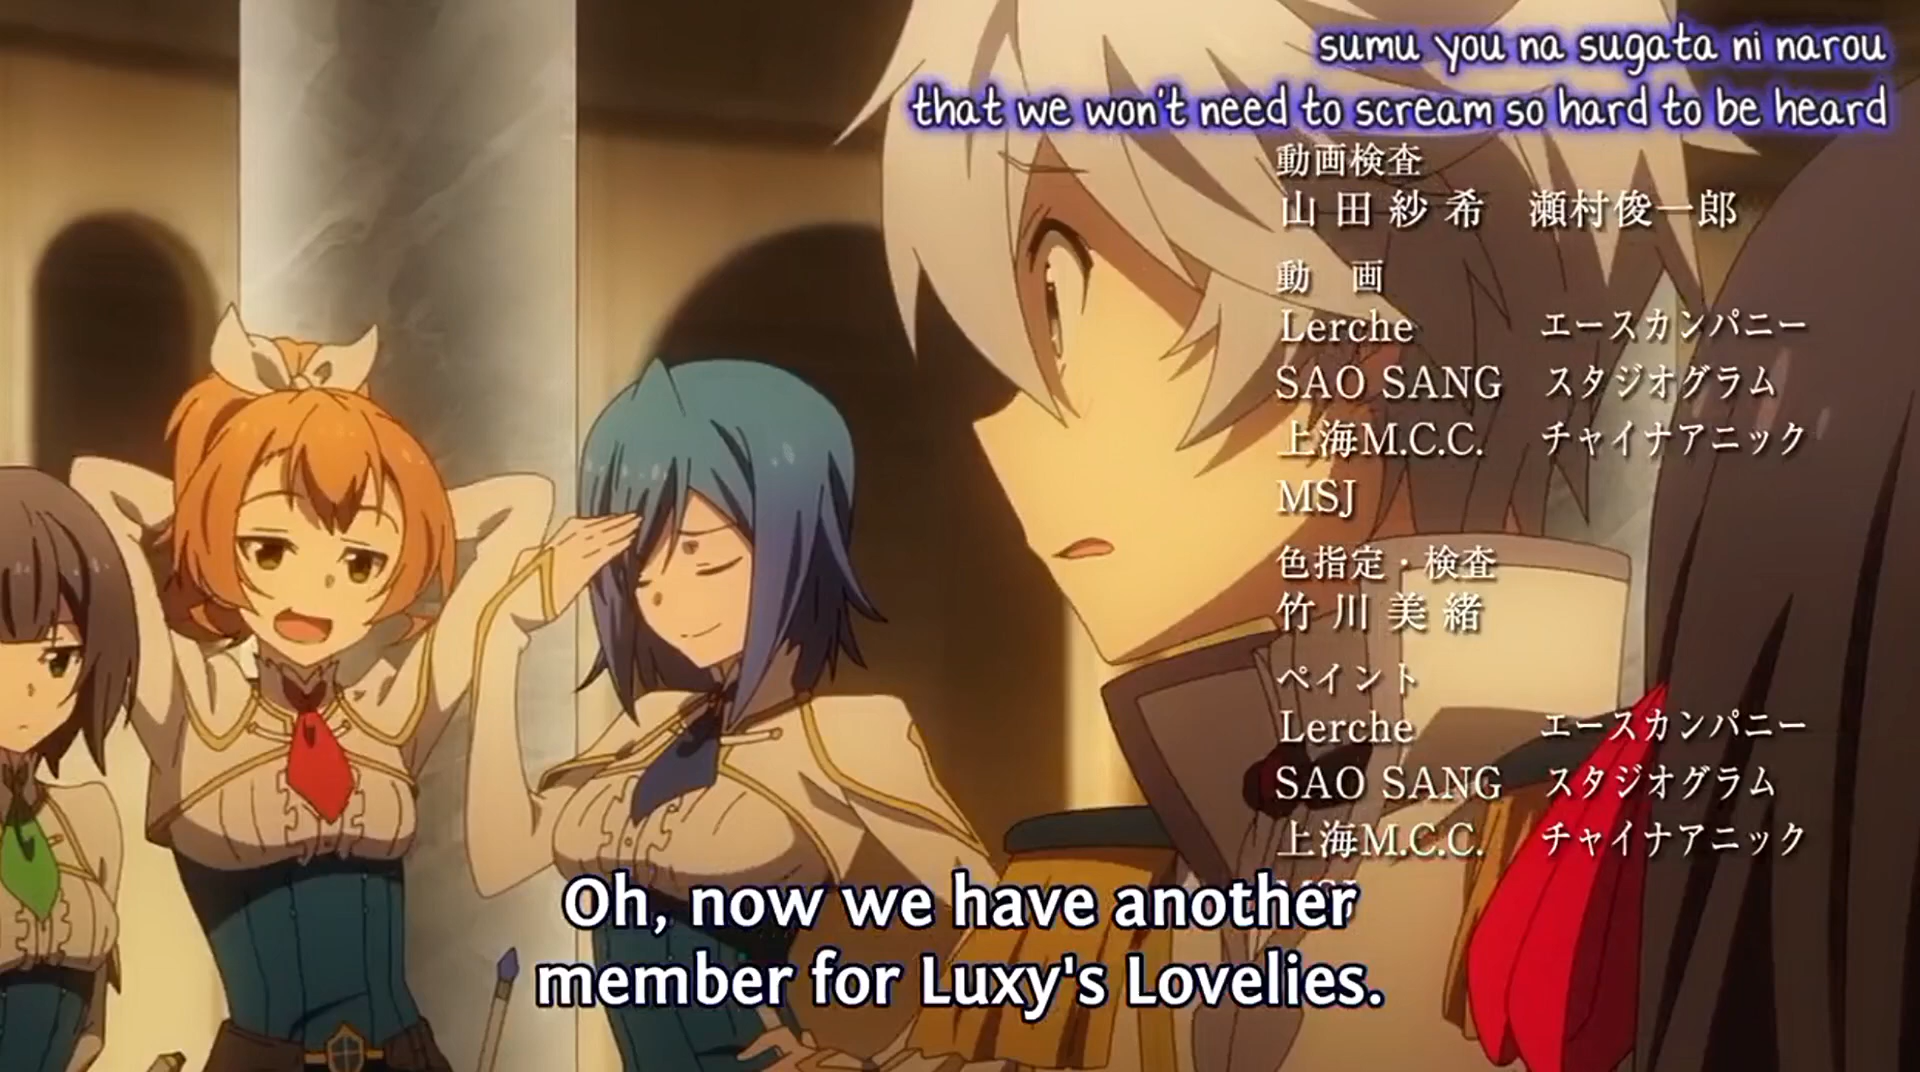 sumu you na sugata ni narou
that we won't need to scream so hard to be heard
動画検査
山田紗希 瀬村俊一郎
動 画
Lerche エースカンパニー
SAO SANG スタジオグラム
上海M.C.C. チャイナアニック
MSJ
色指定・検査
竹川美緒
ペイント
Lerche エースカンパニー
SAO SANG スタジオグラム
上海M.C.C. チャイナアニック
Oh, now we have another
member for Luxy's Lovelies.